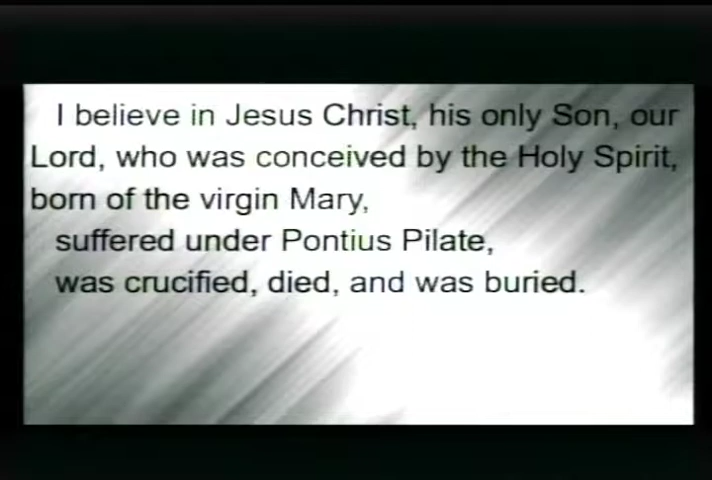 I believe in Jesus Christ, his only Son, our
Lord, who was conceived by the Holy Spirit,
born of the virgin Mary,
suffered under Pontius Pilate,
was crucified, died, and was buried.